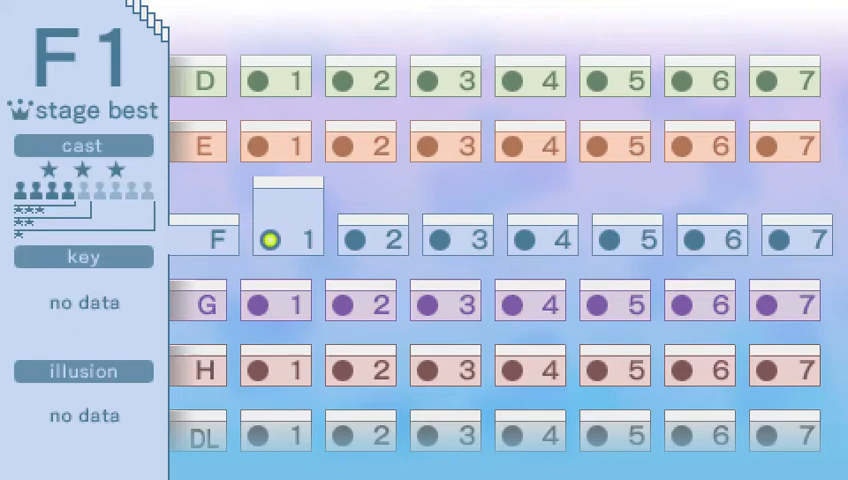 F1
stage best
cast
★ ★ ★
***
**
*
key
no data
illusion
no data
D 1 2 3 4 5 6 7
E 1 2 3 4 5 6 7
F 1 2 3 4 5 6 7
G 1 2 3 4 5 6 7
H 1 2 3 4 5 6 7
DL 1 2 3 4 5 6 7